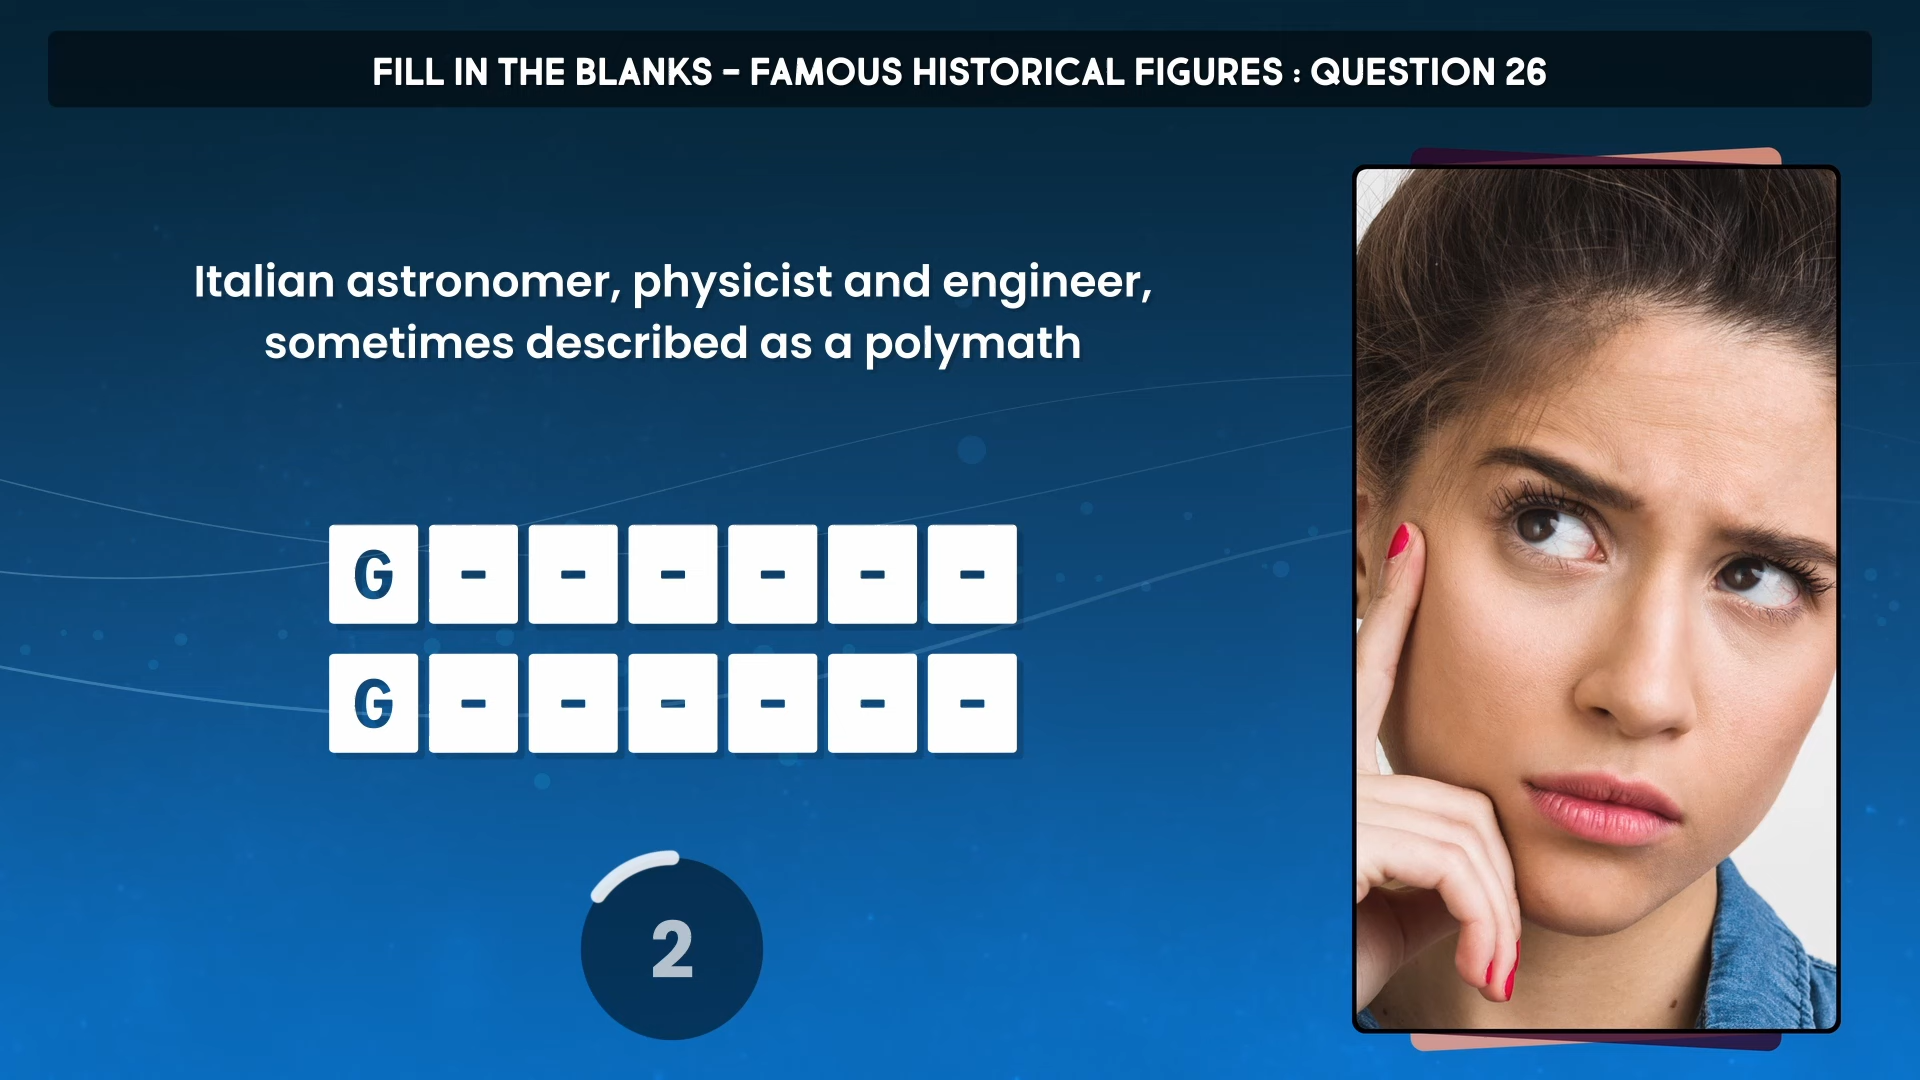 FILL IN THE BLANKS - FAMOUS HISTORICAL FIGURES : QUESTION 26
Italian astronomer, physicist and engineer,
sometimes described as a polymath
G - - - - - -
G - - - - - -
2